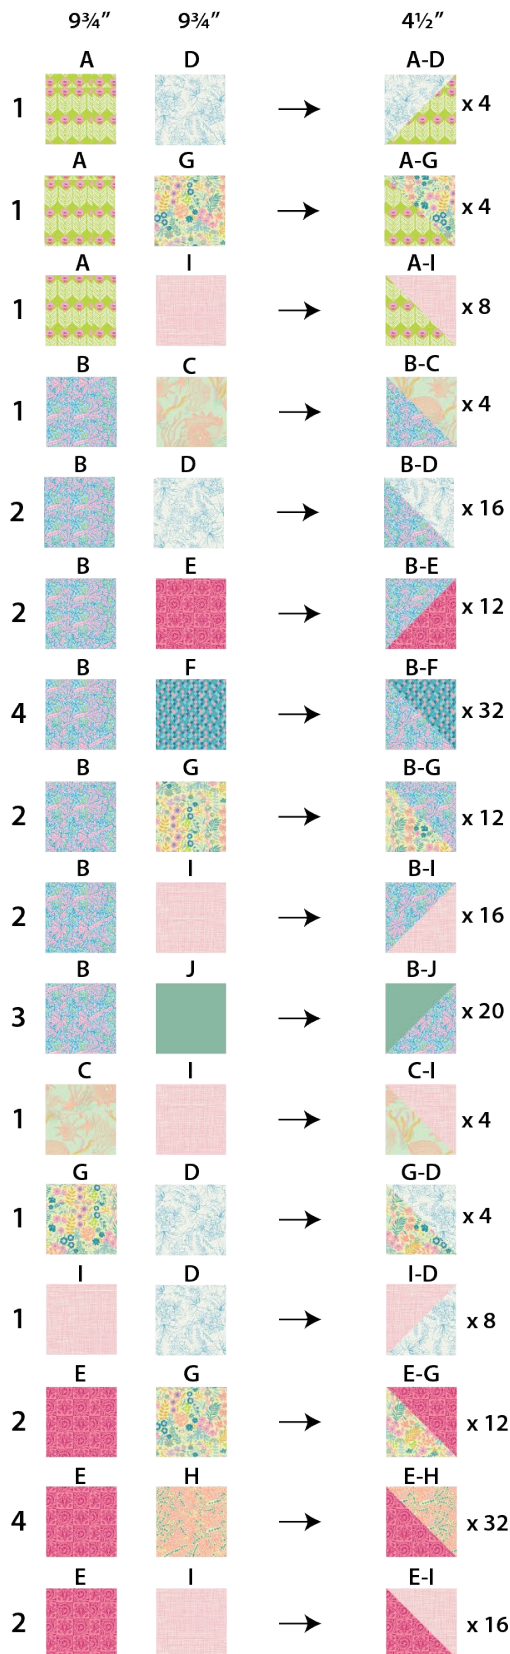 9¾” 9¾” 4½”
A D A-D
1 x 4
A G A-G
1 x 4
A I A-I
1 x 8
B C B-C
1 x 4
B D B-D
2 x 16
B E B-E
2 x 12
B F B-F
4 x 32
B G B-G
2 x 12
B I B-I
2 x 16
B J B-J
3 x 20
C I C-I
1 x 4
G D G-D
1 x 4
I D I-D
1 x 8
E G E-G
2 x 12
E H E-H
4 x 32
E I E-I
2 x 16